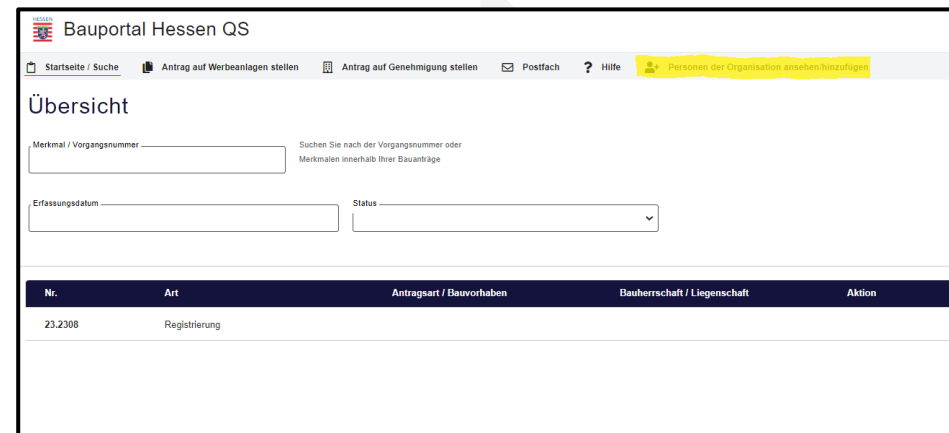 HESSEN
Bauportal Hessen QS
Startseite / Suche Antrag auf Werbeanlagen stellen Antrag auf Genehmigung stellen Postfach ? Hilfe Personen der Organisation ansehen/hinzufügen
Übersicht
Merkmal / Vorgangsnummer
Suchen Sie nach der Vorgangsnummer oder
Merkmalen innerhalb Ihrer Bauanträge
Erfassungsdatum Status
Nr. Art Antragsart / Bauvorhaben Bauherrschaft / Liegenschaft Aktion
23.2308 Registrierung